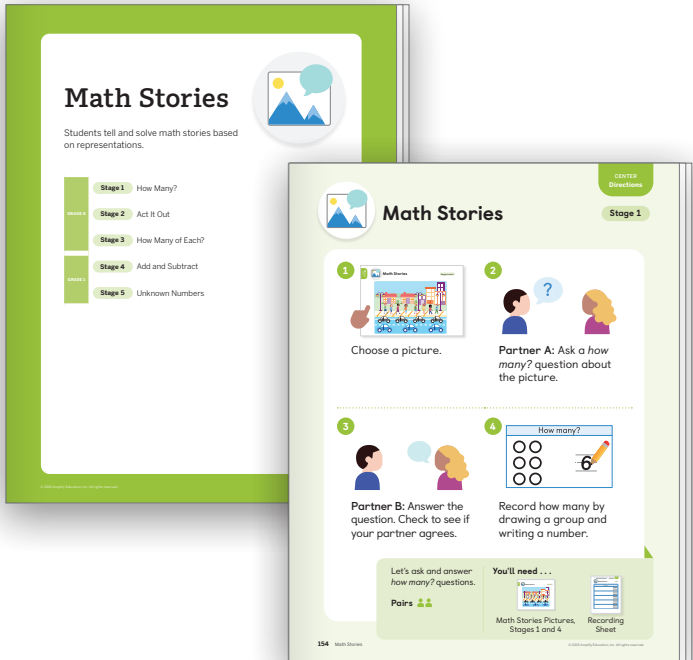 Math Stories
Students tell and solve math stories based
on representations.
Stage 1 How Many?
Stage 2 Act It Out
Stage 3 How Many of Each?
Stage 4 Add and Subtract
Stage 5 Unknown Numbers
CENTER
Directions
Math Stories
Stage 1
1
Math Stories
Choose a picture.
2
?
Partner A: Ask a how
many? question about
the picture.
3
Partner B: Answer the
question. Check to see if
your partner agrees.
4
How many?
6
Record how many by
drawing a group and
writing a number.
Let's ask and answer
how many? questions.
Pairs
You'll need . . .
Math Stories Pictures,
Stages 1 and 4
Recording
Sheet
154 Math Stories